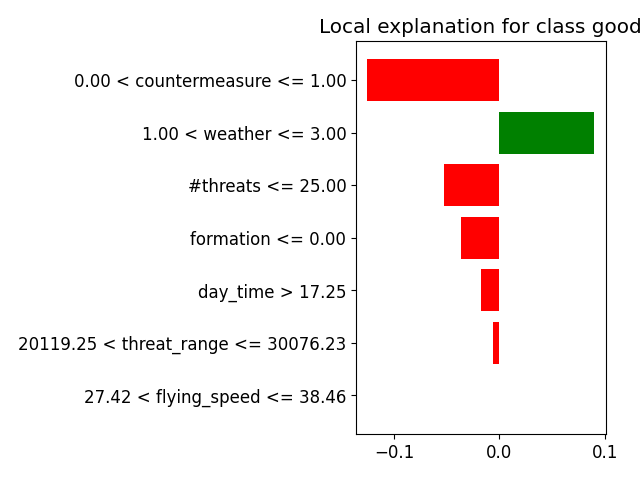 Local explanation for class good
0.00 < countermeasure <= 1.00
1.00 < weather <= 3.00
#threats <= 25.00
formation <= 0.00
day_time > 17.25
20119.25 < threat_range <= 30076.23
27.42 < flying_speed <= 38.46
−0.1 0.0 0.1